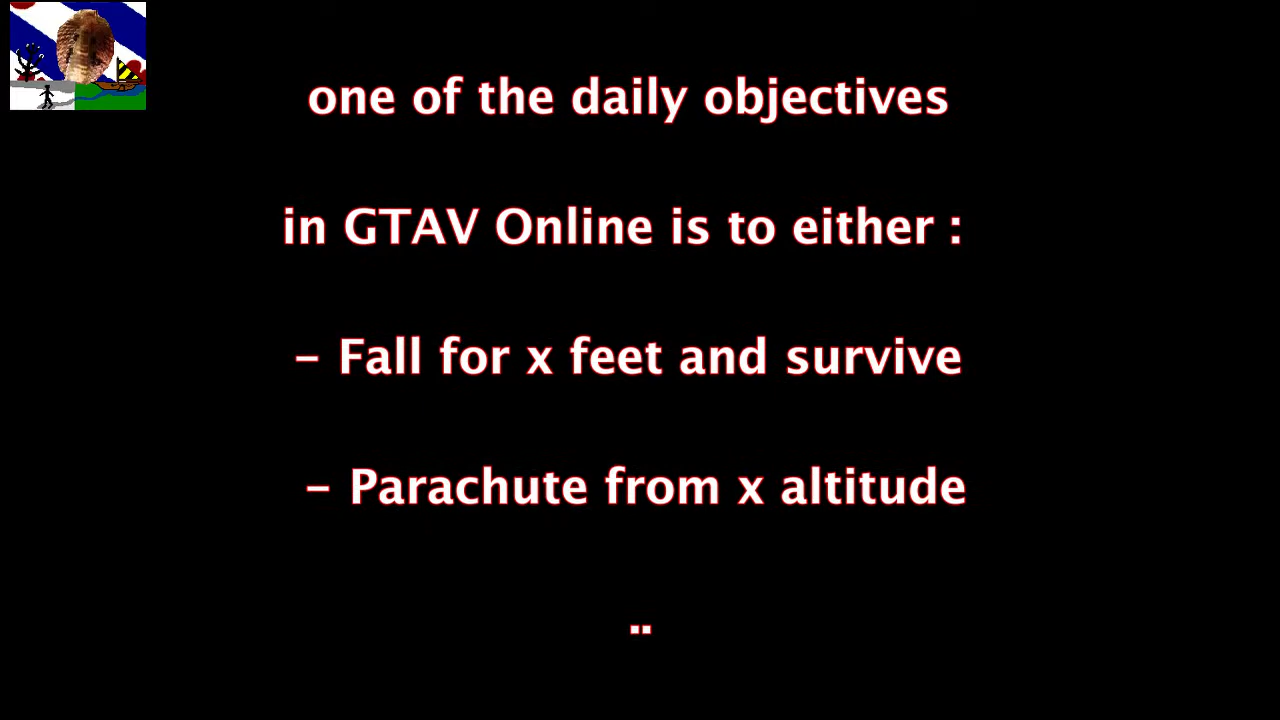 one of the daily objectives
in GTAV Online is to either :
- Fall for x feet and survive
- Parachute from x altitude
..